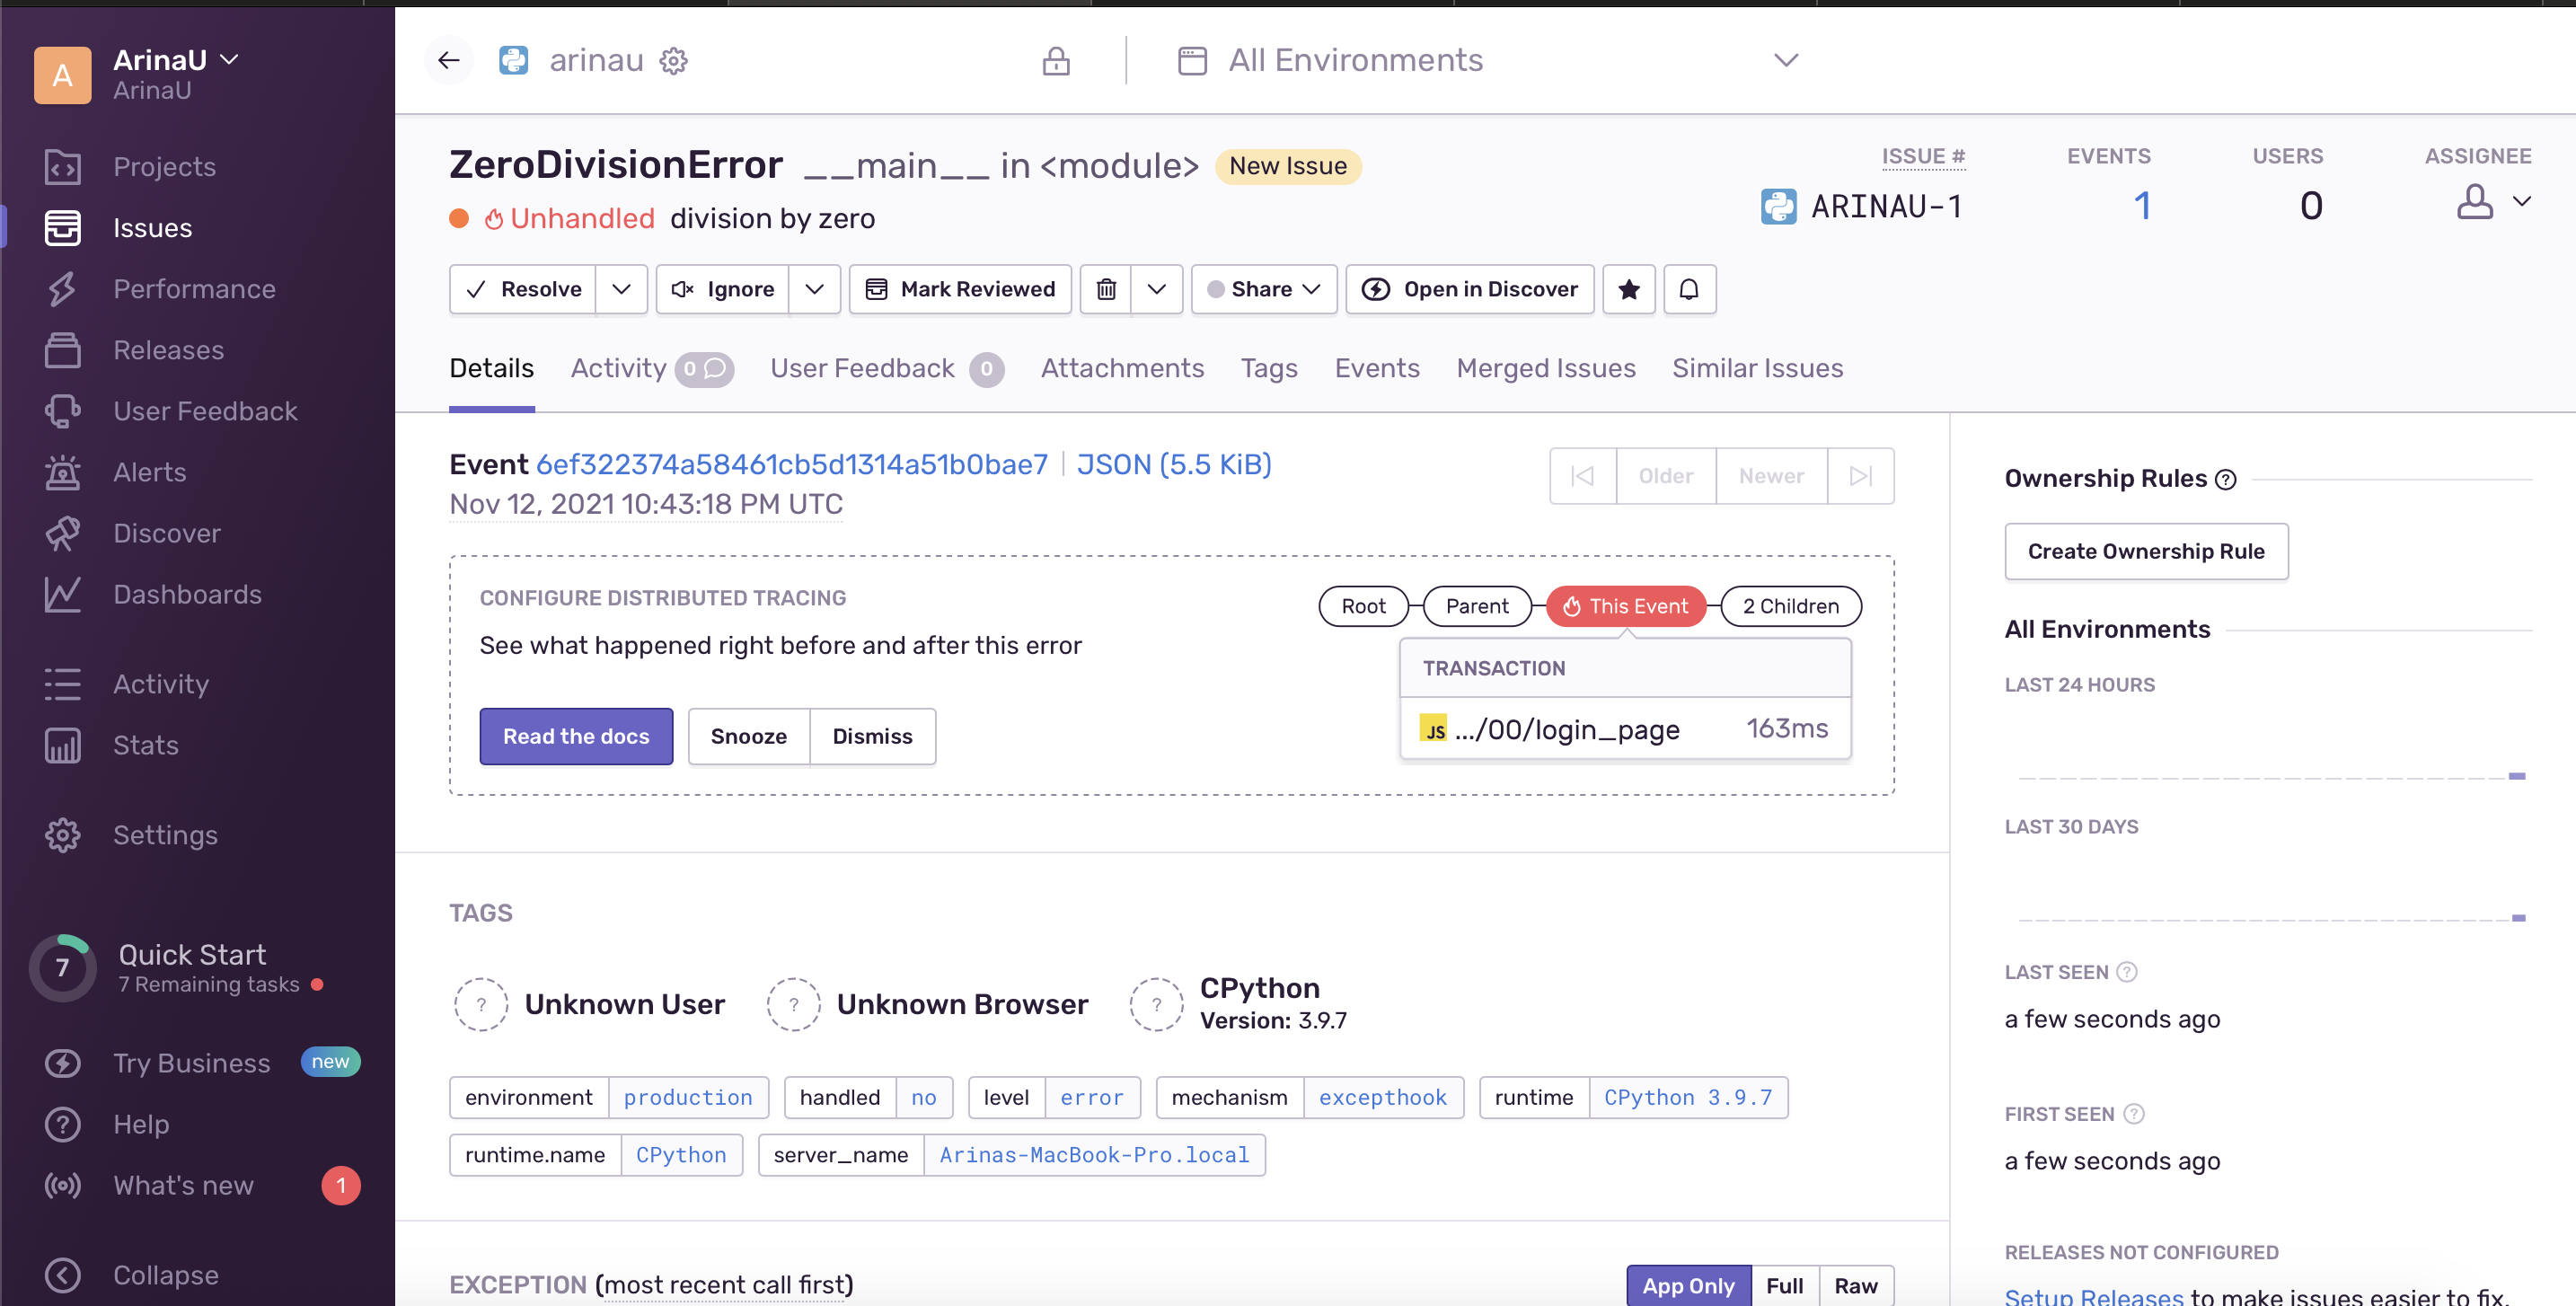 A
ArinaU
ArinaU
Projects
Issues
Performance
Releases
User Feedback
Alerts
Discover
Dashboards
Activity
Stats
Settings
7
Quick Start
7 Remaining tasks
Try Business new
Help
What's new 1
Collapse
arinau
All Environments
ZeroDivisionError __main__ in <module> New Issue
Unhandled division by zero
ISSUE # EVENTS USERS ASSIGNEE
ARINAU-1 1 0
Resolve Ignore Mark Reviewed Share Open in Discover
Details Activity 0 User Feedback 0 Attachments Tags Events Merged Issues Similar Issues
Event 6ef322374a58461cb5d1314a51b0bae7 JSON (5.5 KiB)
Nov 12, 2021 10:43:18 PM UTC
Older Newer
CONFIGURE DISTRIBUTED TRACING
See what happened right before and after this error
Read the docs Snooze Dismiss
Root Parent This Event 2 Children
TRANSACTION
JS .../00/login_page 163ms
TAGS
? Unknown User
? Unknown Browser
? CPython
Version: 3.9.7
environment production handled no level error mechanism excepthook runtime CPython 3.9.7
runtime.name CPython server_name Arinas-MacBook-Pro.local
EXCEPTION (most recent call first)
App Only Full Raw
Ownership Rules ?
Create Ownership Rule
All Environments
LAST 24 HOURS
LAST 30 DAYS
LAST SEEN ?
a few seconds ago
FIRST SEEN ?
a few seconds ago
RELEASES NOT CONFIGURED
Setup Releases to make issues easier to fix.